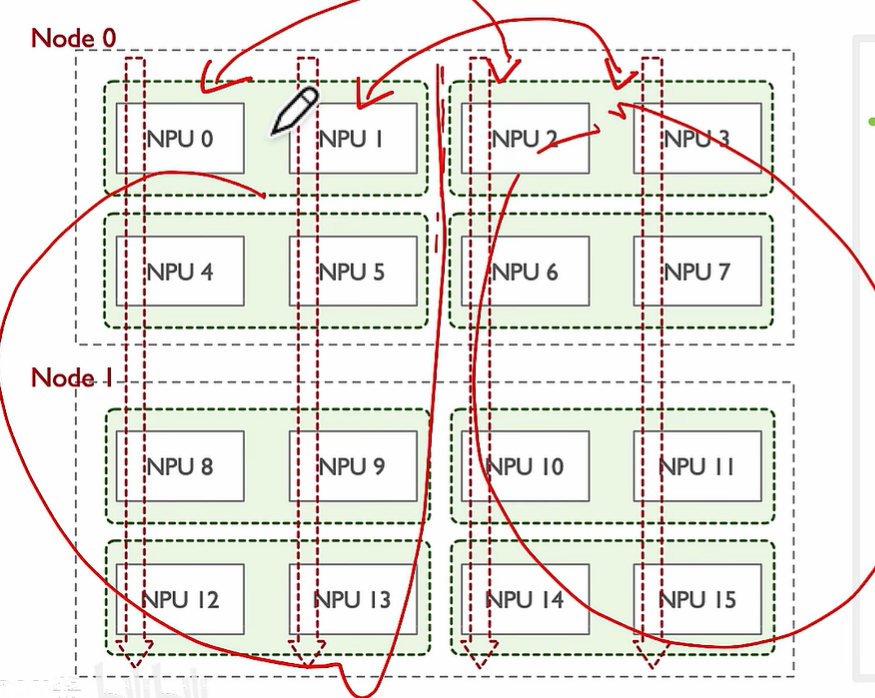 Node 0
NPU 0 NPU 1 NPU 2 NPU 3
NPU 4 NPU 5 NPU 6 NPU 7
Node 1
NPU 8 NPU 9 NPU 10 NPU 11
NPU 12 NPU 13 NPU 14 NPU 15